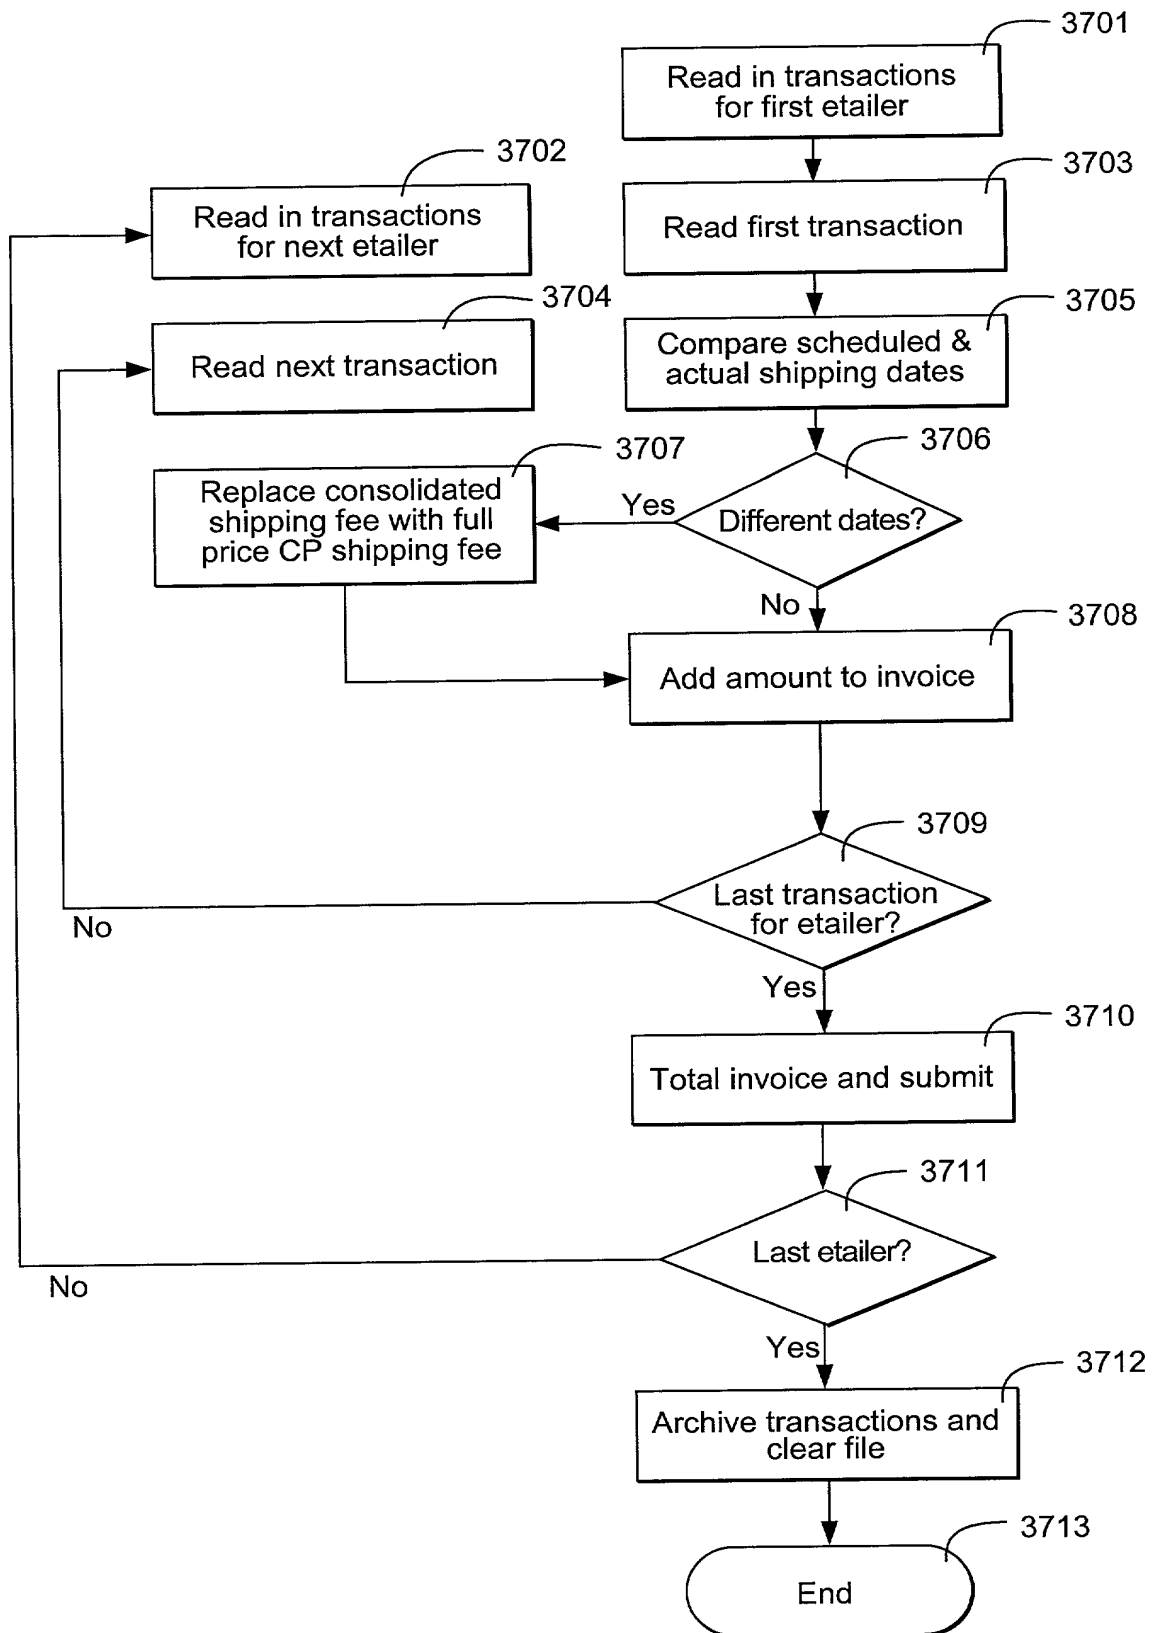 3701
Read in transactions
for first etailer
3702
Read in transactions
for next etailer
3703
Read first transaction
3704
Read next transaction
3705
Compare scheduled &
actual shipping dates
3706
Different dates?
Yes
No
3707
Replace consolidated
shipping fee with full
price CP shipping fee
3708
Add amount to invoice
3709
Last transaction
for etailer?
No
Yes
3710
Total invoice and submit
3711
Last etailer?
No
Yes
3712
Archive transactions and
clear file
3713
End